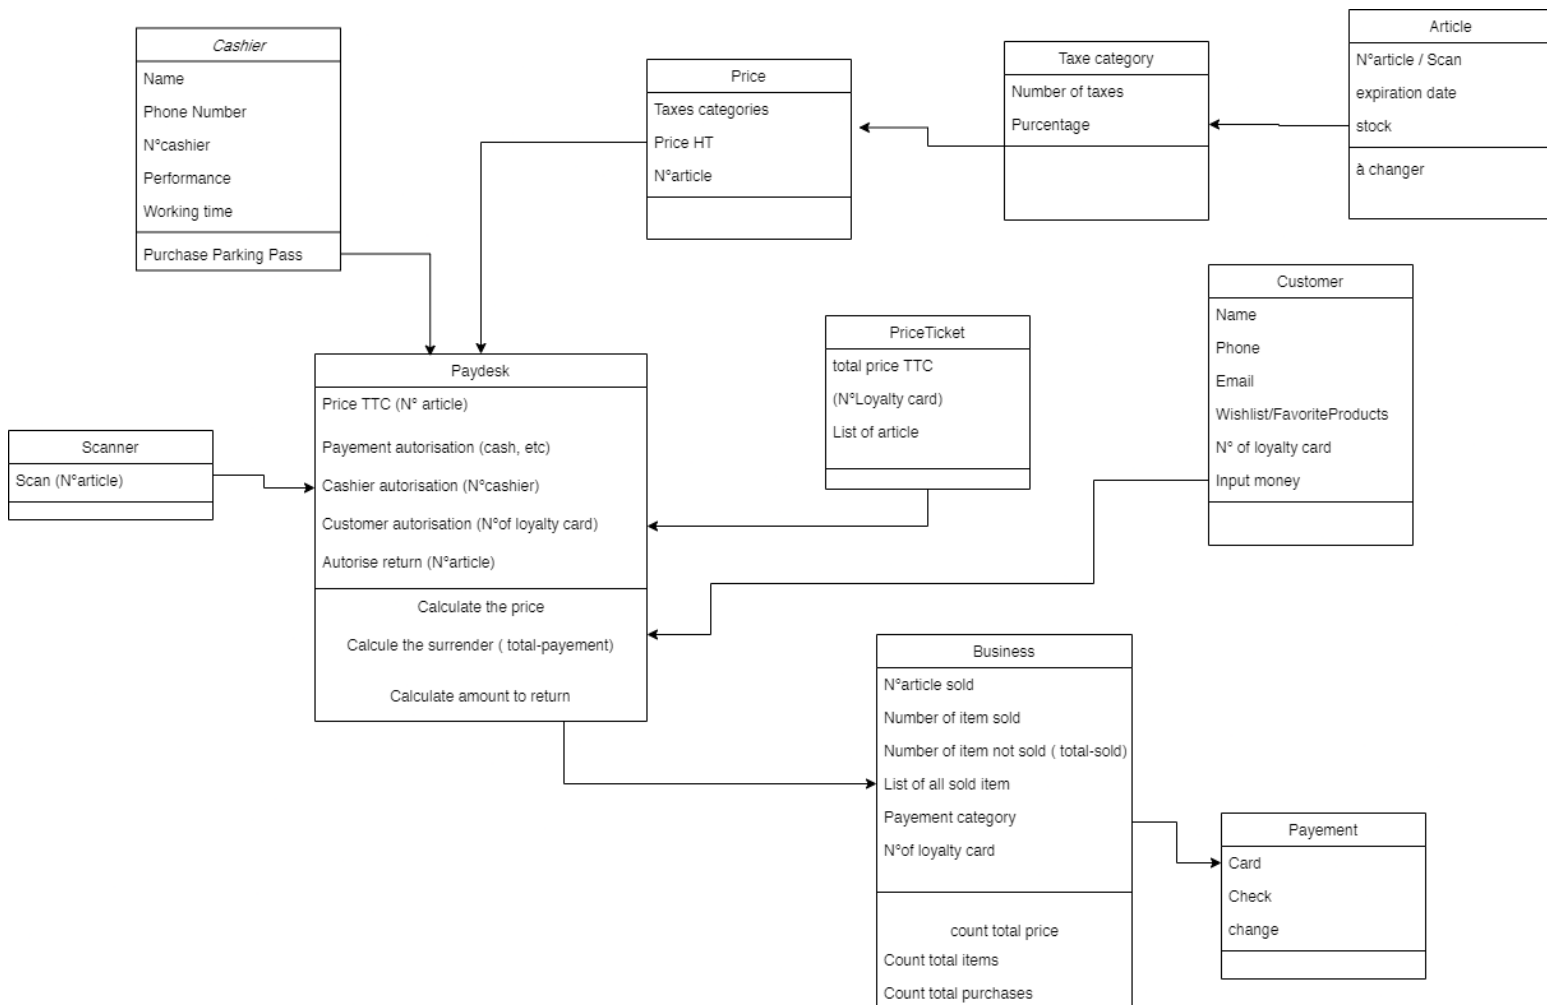 Cashier
Name
Phone Number
N°cashier
Performance
Working time
Purchase Parking Pass
Price
Taxes categories
Price HT
N°article
Taxe category
Number of taxes
Purcentage
Article
N°article / Scan
expiration date
stock
à changer
Customer
Name
Phone
Email
Wishlist/FavoriteProducts
N° of loyalty card
Input money
PriceTicket
total price TTC
(N°Loyalty card)
List of article
Paydesk
Price TTC (N° article)
Payement autorisation (cash, etc)
Cashier autorisation (N°cashier)
Customer autorisation (N°of loyalty card)
Autorise return (N°article)
Calculate the price
Calcule the surrender ( total-payement)
Calculate amount to return
Scanner
Scan (N°article)
Business
N°article sold
Number of item sold
Number of item not sold ( total-sold)
List of all sold item
Payement category
N°of loyalty card
count total price
Count total items
Count total purchases
Payement
Card
Check
change